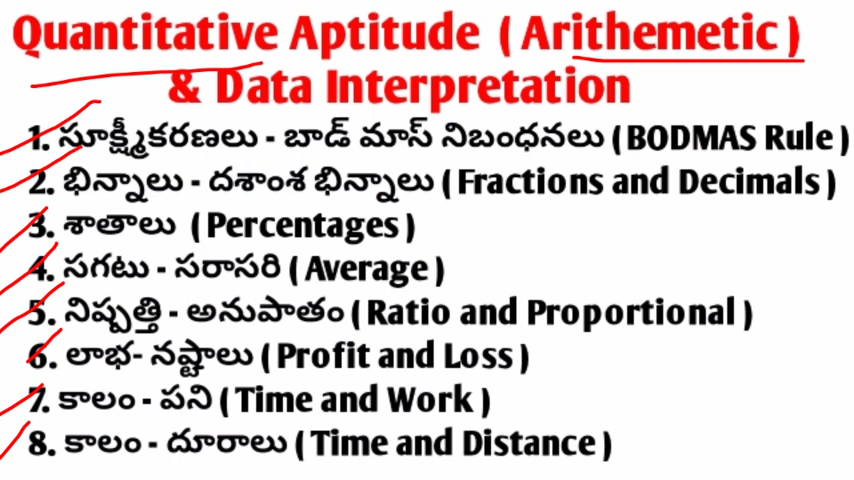 Quantitative Aptitude ( Arithemetic )
& Data Interpretation
1. సూక్ష్మీకరణలు - బాడ్ మాస్ నిబంధనలు ( BODMAS Rule )
2. భిన్నాలు - దశాంశ భిన్నాలు ( Fractions and Decimals )
3. శాతాలు ( Percentages )
4. సగటు - సరాసరి ( Average )
5. నిష్పత్తి - అనుపాతం ( Ratio and Proportional )
6. లాభ- నష్టాలు ( Profit and Loss )
7. కాలం - పని ( Time and Work )
8. కాలం - దూరాలు ( Time and Distance )